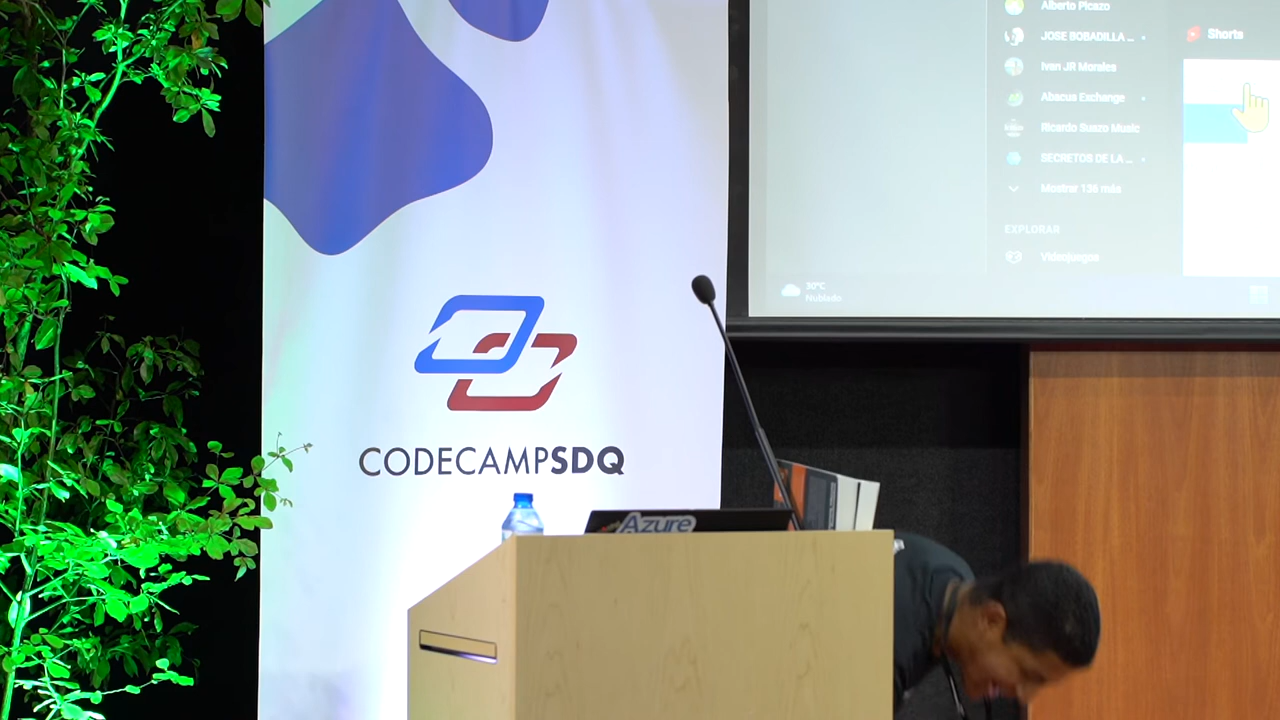 Alberto Picazo
JOSE BOBADILLA ...
Ivan JR Morales
Abacus Exchange
Ricardo Suazo Music
SECRETOS DE LA ...
Mostrar 136 más
EXPLORAR
Videojuegos
Shorts
30°C
Nublado
CODECAMPSDQ
Azure